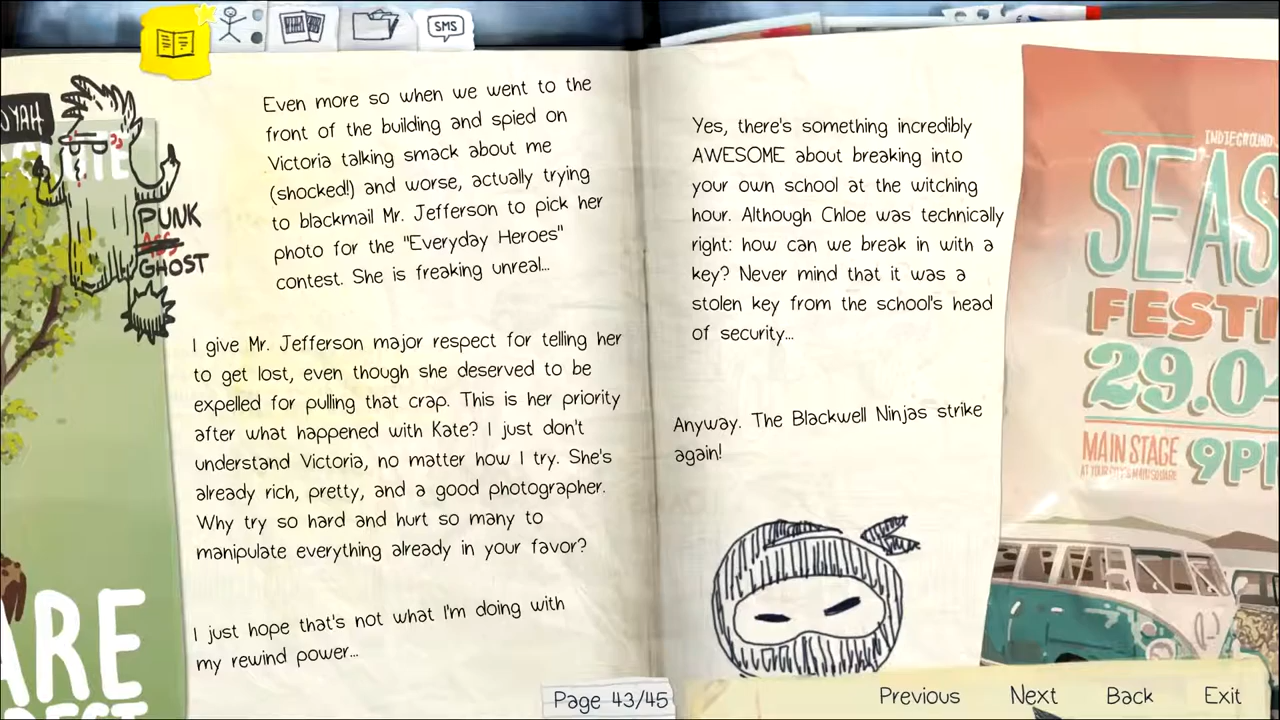 SMS
Even more so when we went to the
front of the building and spied on
Victoria talking smack about me
(shocked!) and worse, actually trying
to blackmail Mr. Jefferson to pick her
photo for the "Everyday Heroes"
contest. She is freaking unreal...
PUNK
ASS
GHOST
I give Mr. Jefferson major respect for telling her
to get lost, even though she deserved to be
expelled for pulling that crap. This is her priority
after what happened with Kate? I just don't
understand Victoria, no matter how I try. She's
already rich, pretty, and a good photographer.
Why try so hard and hurt so many to
manipulate everything already in your favor?
I just hope that's not what I'm doing with
my rewind power...
ARE
Yes, there's something incredibly
AWESOME about breaking into
your own school at the witching
hour. Although Chloe was technically
right: how can we break in with a
key? Never mind that it was a
stolen key from the school's head
of security...
Anyway. The Blackwell Ninjas strike
again!
INDIEGROUND
SEAS
FESTI
29.0
MAIN STAGE
AT YOUR CITY'S MAIN SQUARE
9P
Page 43/45
Previous Next Back Exit